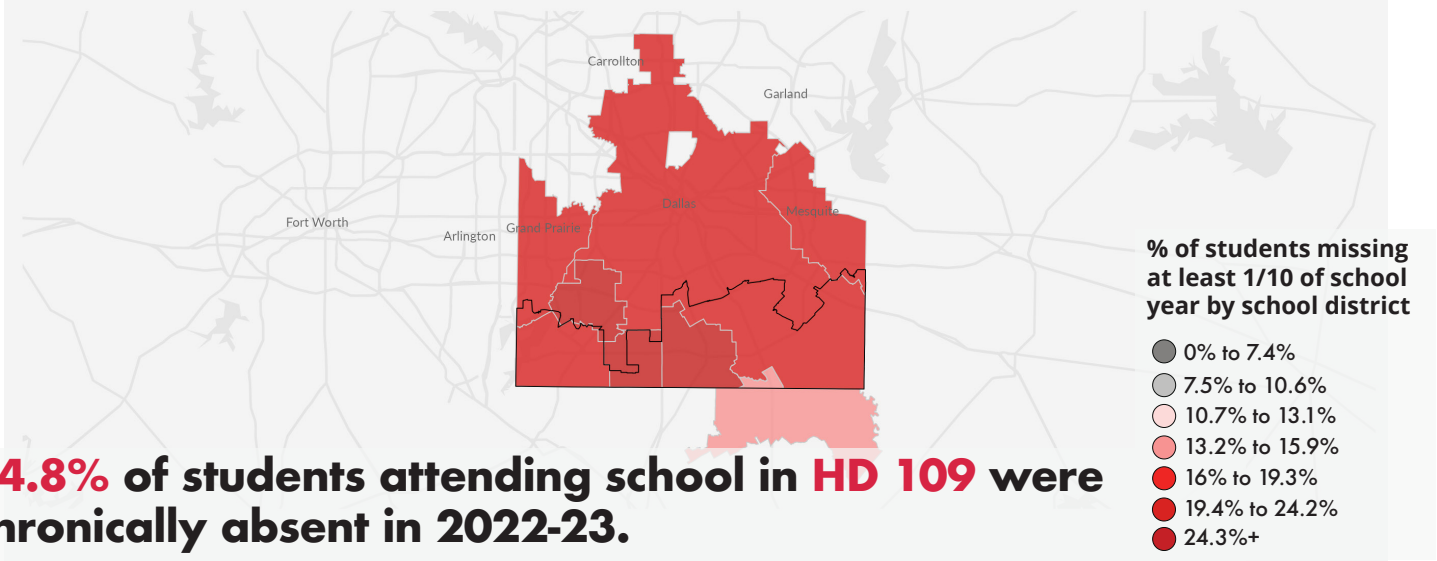 Carrollton
Garland
Dallas
Mesquite
Fort Worth
Arlington
Grand Prairie
% of students missing
at least 1/10 of school
year by school district
0% to 7.4%
7.5% to 10.6%
10.7% to 13.1%
13.2% to 15.9%
16% to 19.3%
19.4% to 24.2%
24.3%+
4.8% of students attending school in HD 109 were
hronically absent in 2022-23.